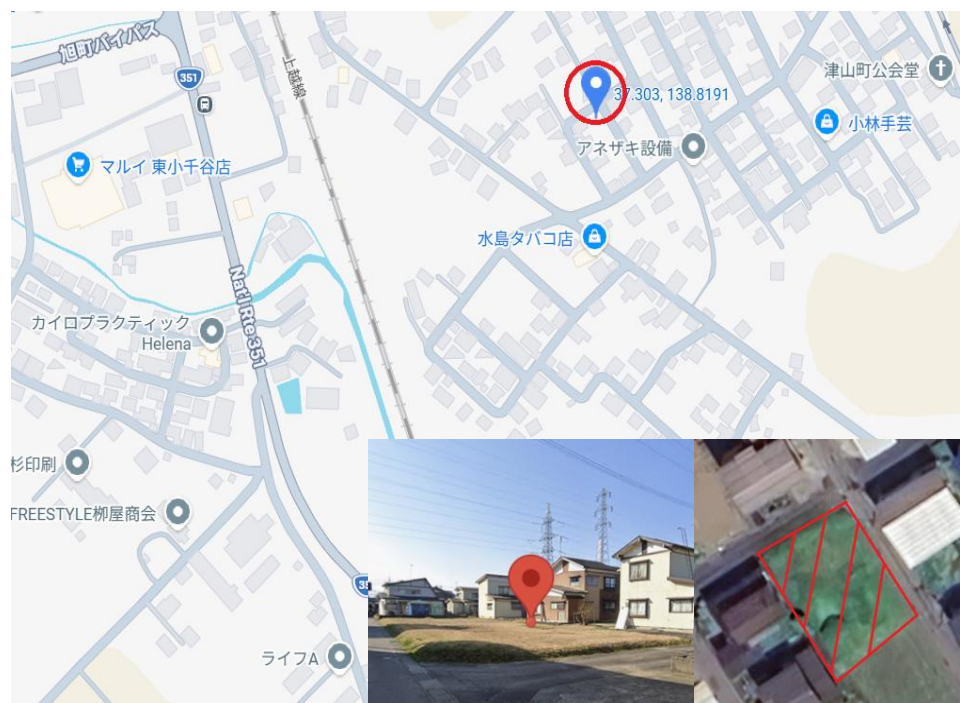 旭町バイパス
351
上越線
37.303, 138.8191
津山町公会堂
小林手芸
アネザキ設備
マルイ 東小千谷店
水島タバコ店
Nat'l Rte 351
カイロプラクティック
Helena
杉印刷
FREESTYLE柳屋商会
35
ライフA